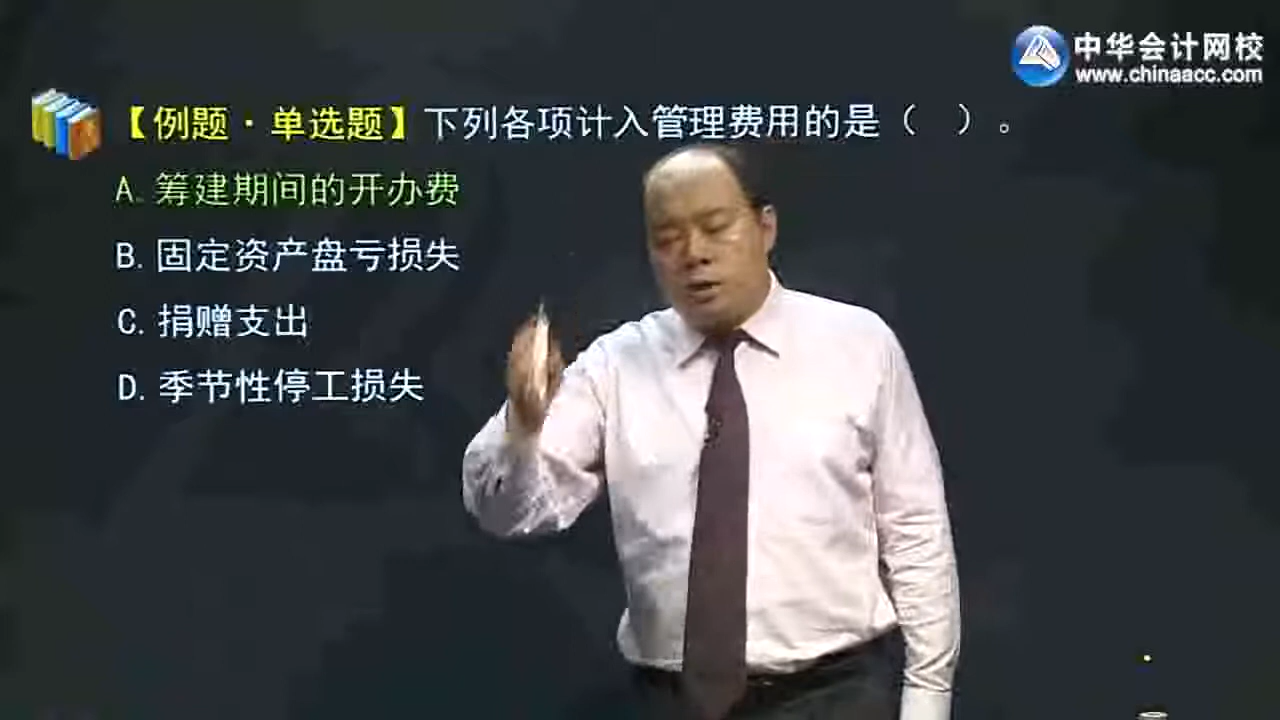 中华会计网校
www.chinaacc.com
【例题·单选题】下列各项计入管理费用的是（ ）。
A. 筹建期间的开办费
B. 固定资产盘亏损失
C. 捐赠支出
D. 季节性停工损失